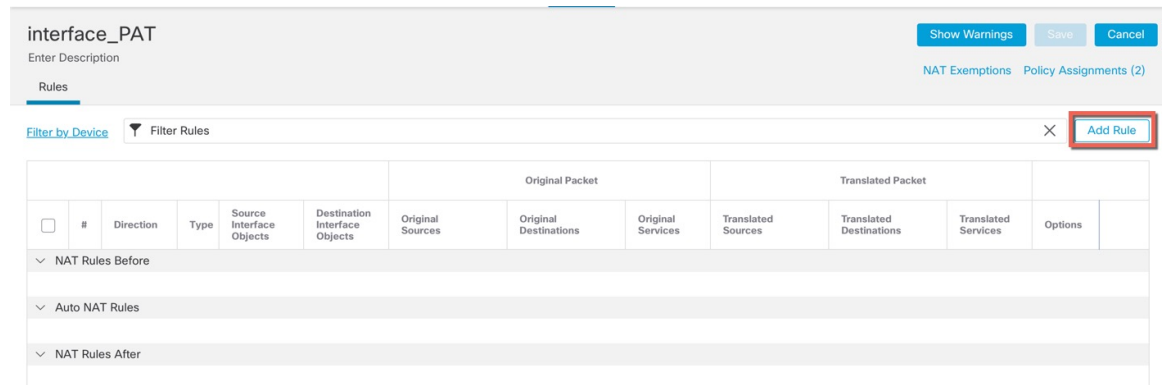 interface_PAT
Show Warnings Save Cancel
Enter Description
NAT Exemptions Policy Assignments (2)
Rules
Filter by Device Filter Rules Add Rule
Original Packet Translated Packet
# Direction Type Source Interface Objects Destination Interface Objects Original Sources Original Destinations Original Services Translated Sources Translated Destinations Translated Services Options
NAT Rules Before
Auto NAT Rules
NAT Rules After